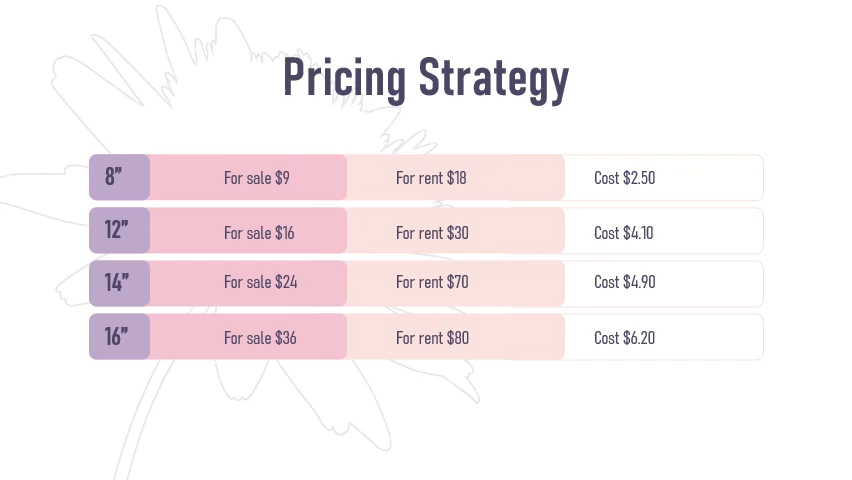 Pricing Strategy
8” For sale $9 For rent $18 Cost $2.50
12” For sale $16 For rent $30 Cost $4.10
14” For sale $24 For rent $70 Cost $4.90
16” For sale $36 For rent $80 Cost $6.20